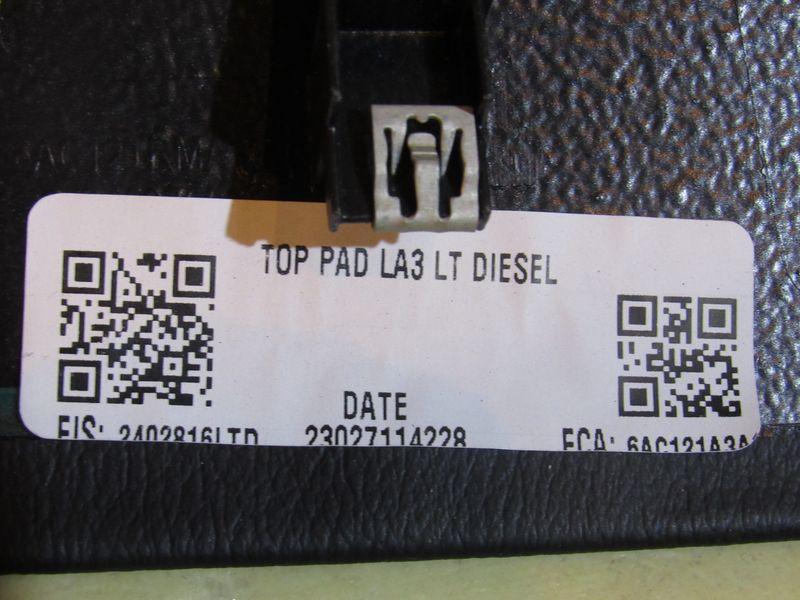 TOP PAD LA3 LT DIESEL
DATE
FIS: 2402816LTD 23027114228 FCA: 6AC121A3A